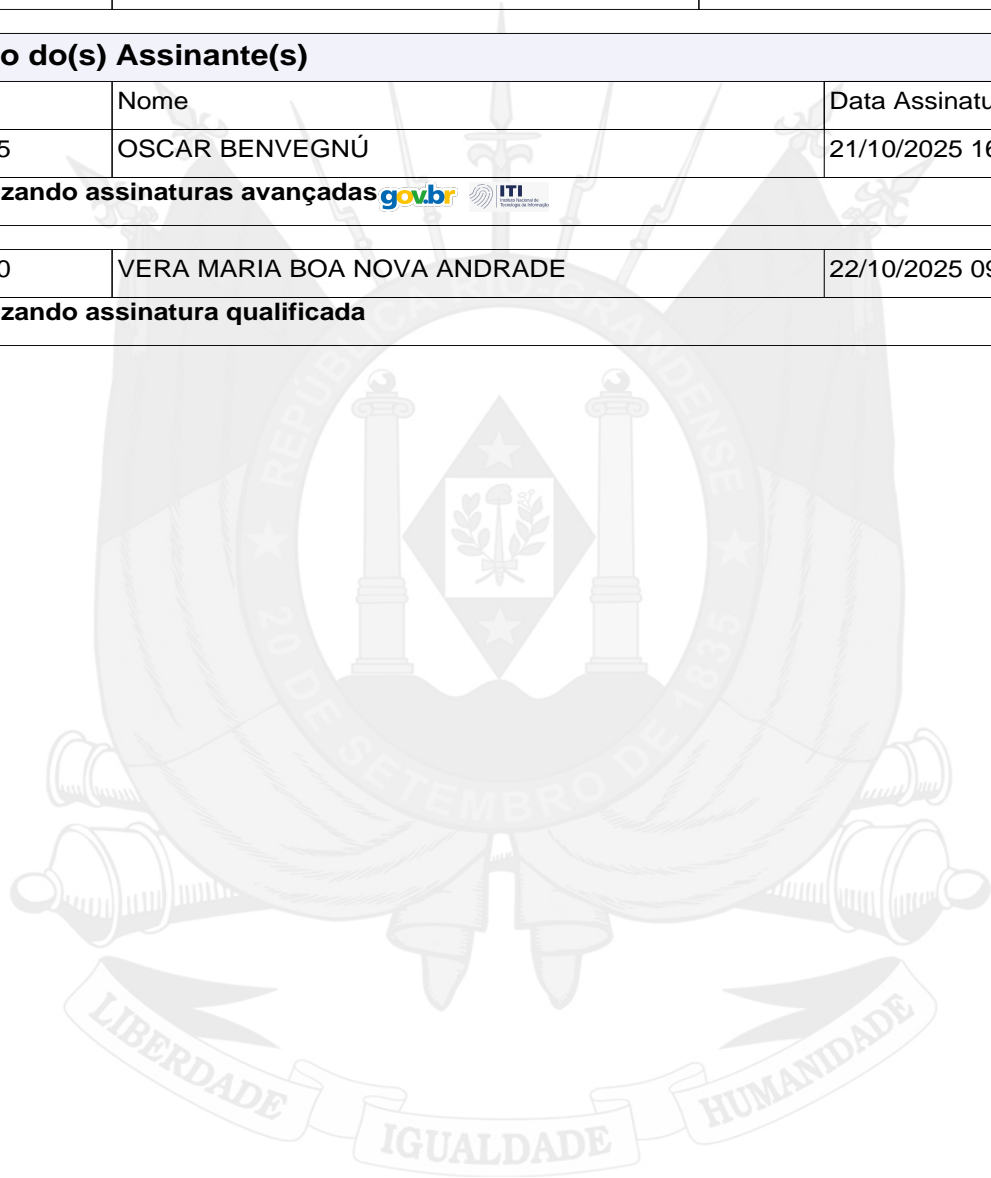 o do(s) Assinante(s)
Nome Data Assinatu
5 OSCAR BENVEGNÚ 21/10/2025 16
zando assinaturas avançadas gov.br ITI
0 VERA MARIA BOA NOVA ANDRADE 22/10/2025 09
zando assinatura qualificada
REPÚBLICA RIO-GRANDENSE
20 DE SETEMBRO DE 1835
LIBERDADE IGUALDADE HUMANIDADE